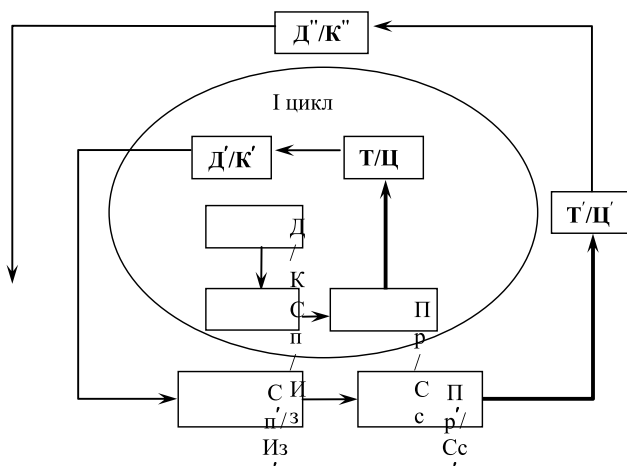 Д''/К''
I цикл
Д'/К'
Т/Ц
Т'/Ц'
Д
/
К
С
п
/
И
з
П
р
/
С
с
С
п'/
Из
'
П
р'/
Сс
'